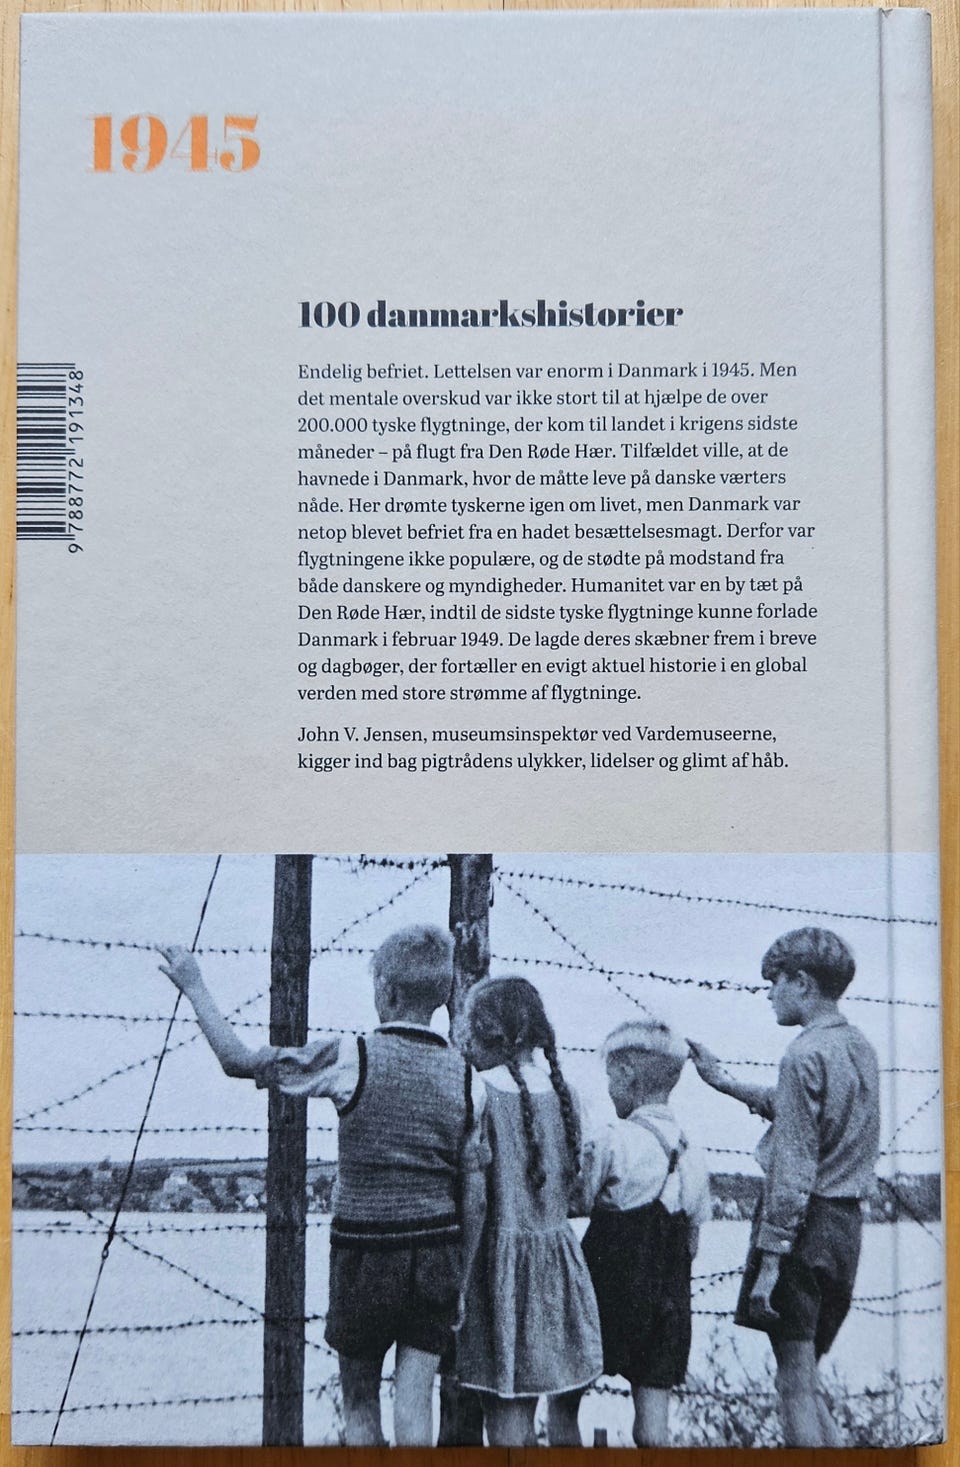 1945
100 danmarkshistorier
Endelig befriet. Lettelsen var enorm i Danmark i 1945. Men
det mentale overskud var ikke stort til at hjælpe de over
200.000 tyske flygtninge, der kom til landet i krigens sidste
måneder – på flugt fra Den Røde Hær. Tilfældet ville, at de
havnede i Danmark, hvor de måtte leve på danske værters
nåde. Her drømte tyskerne igen om livet, men Danmark var
netop blevet befriet fra en hadet besættelsesmagt. Derfor var
flygtningene ikke populære, og de stødte på modstand fra
både danskere og myndigheder. Humanitet var en by tæt på
Den Røde Hær, indtil de sidste tyske flygtninge kunne forlade
Danmark i februar 1949. De lagde deres skæbner frem i breve
og dagbøger, der fortæller en evigt aktuel historie i en global
verden med store strømme af flygtninge.
John V. Jensen, museumsinspektør ved Vardemuseerne,
kigger ind bag pigtrådens ulykker, lidelser og glimt af håb.
9 788772 191348